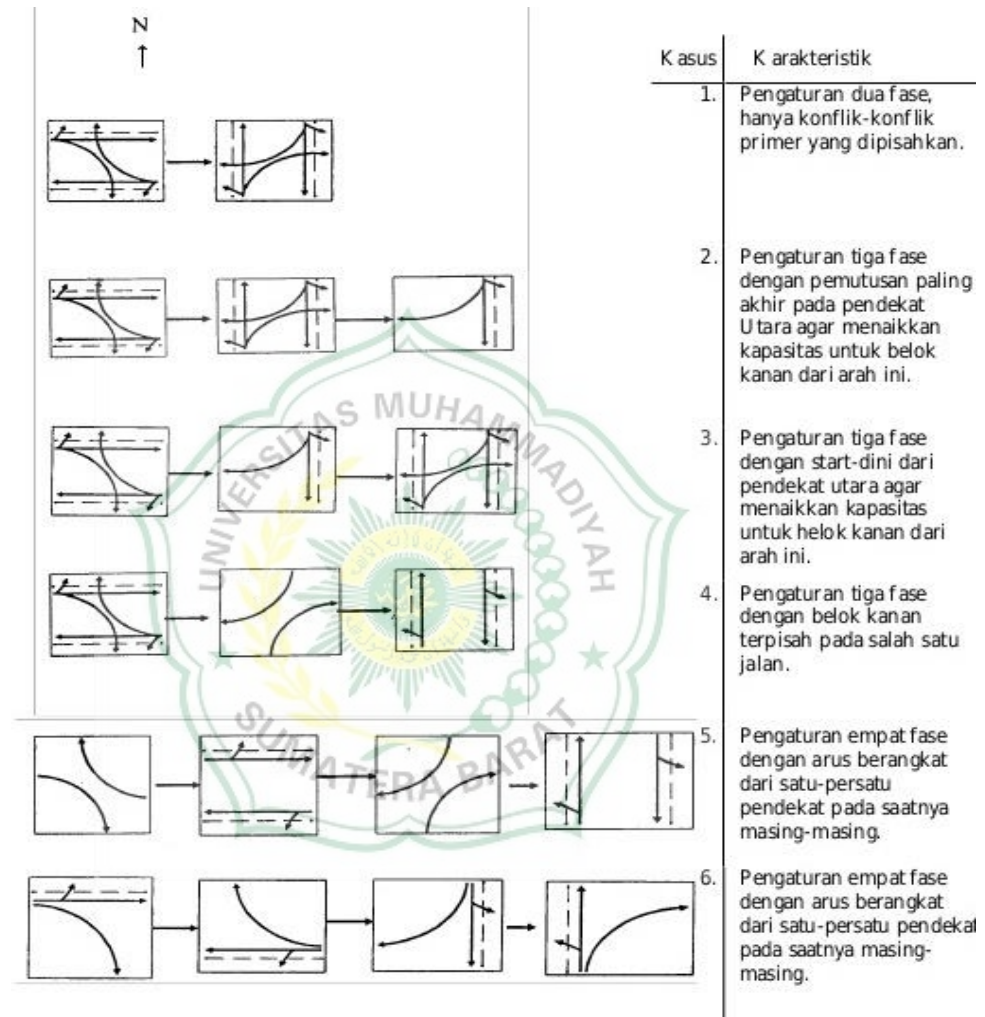 N
Kasus Karakteristik
1. Pengaturan dua fase,
hanya konflik-konflik
primer yang dipisahkan.
2. Pengaturan tiga fase
dengan pemutusan paling
akhir pada pendekat
Utara agar menaikkan
kapasitas untuk belok
kanan dari arah ini.
3. Pengaturan tiga fase
dengan start-dini dari
pendekat utara agar
menaikkan kapasitas
untuk helok kanan dari
arah ini.
4. Pengaturan tiga fase
dengan belok kanan
terpisah pada salah satu
jalan.
5. Pengaturan empat fase
dengan arus berangkat
dari satu-persatu
pendekat pada saatnya
masing-masing.
6. Pengaturan empat fase
dengan arus berangkat
dari satu-persatu pendekat
pada saatnya masing-
masing.
UNIVERSITAS MUHAMMADIYAH
SUMATERA BARAT